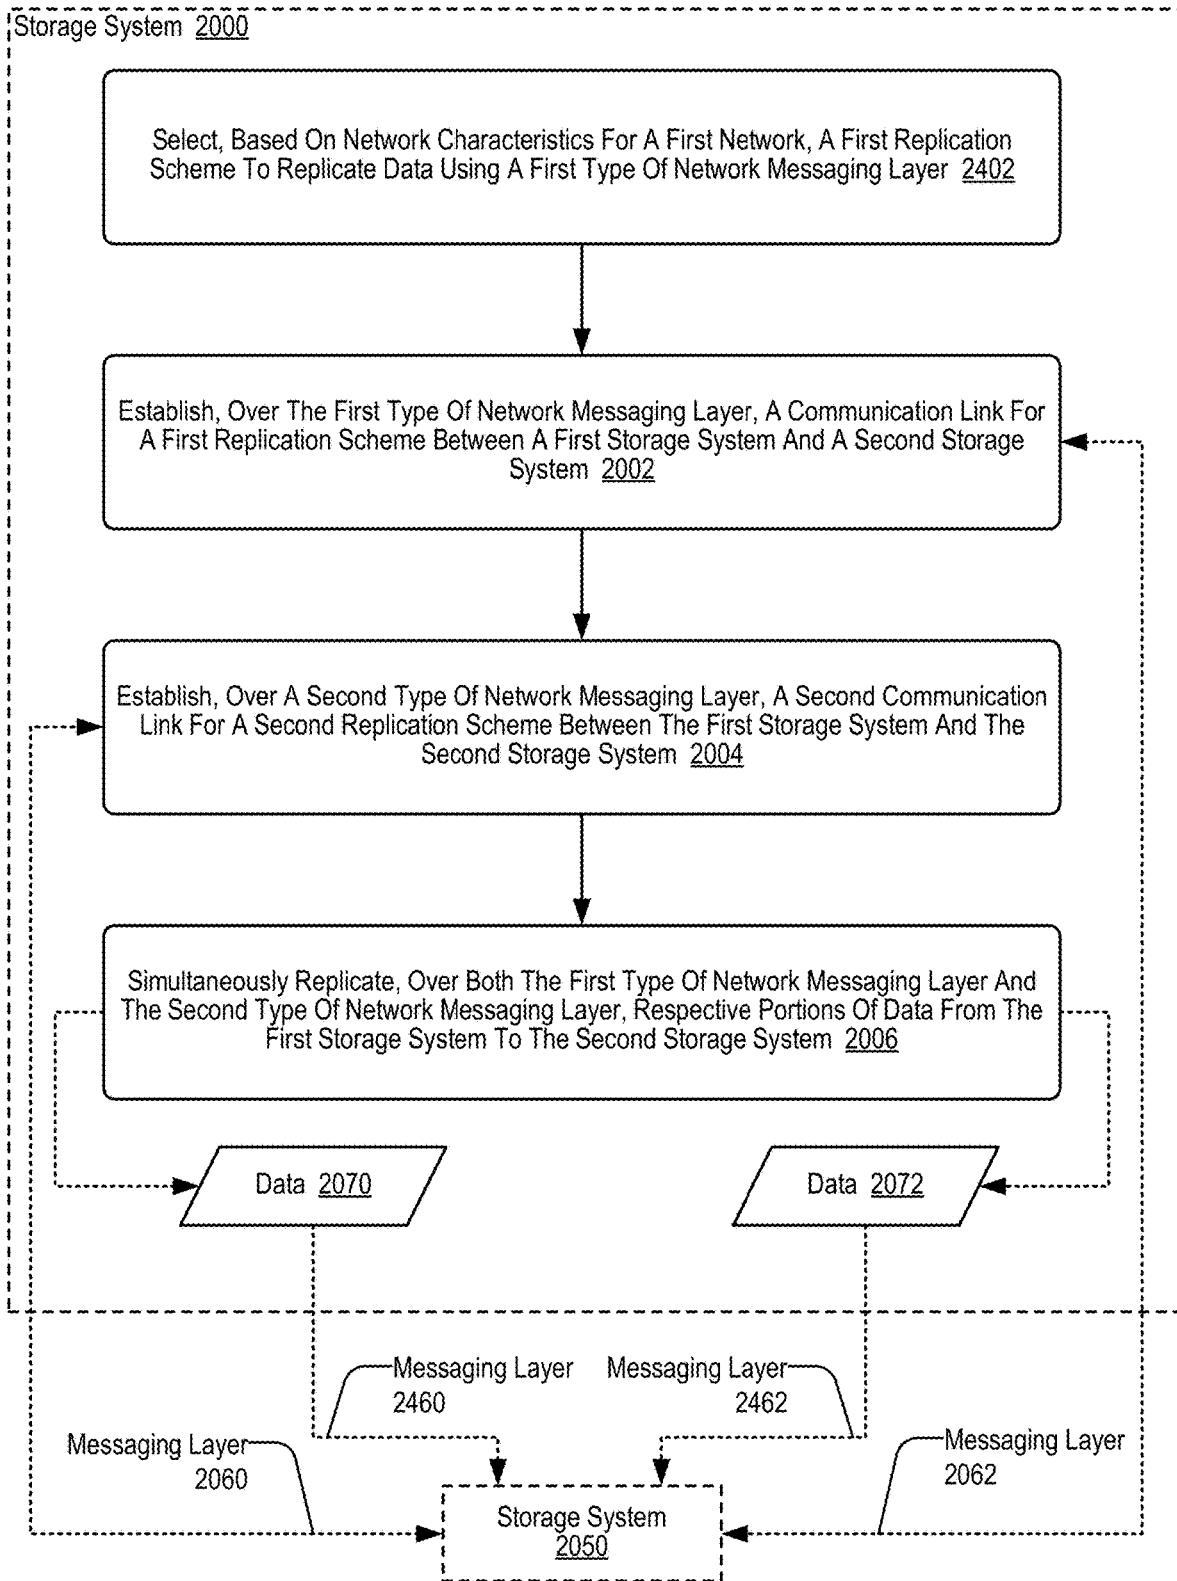 Storage System 2000
Select, Based On Network Characteristics For A First Network, A First Replication
Scheme To Replicate Data Using A First Type Of Network Messaging Layer 2402
Establish, Over The First Type Of Network Messaging Layer, A Communication Link For
A First Replication Scheme Between A First Storage System And A Second Storage
System 2002
Establish, Over A Second Type Of Network Messaging Layer, A Second Communication
Link For A Second Replication Scheme Between The First Storage System And The
Second Storage System 2004
Simultaneously Replicate, Over Both The First Type Of Network Messaging Layer And
The Second Type Of Network Messaging Layer, Respective Portions Of Data From The
First Storage System To The Second Storage System 2006
Data 2070
Data 2072
Messaging Layer
2460
Messaging Layer
2462
Messaging Layer
2060
Messaging Layer
2062
Storage System
2050